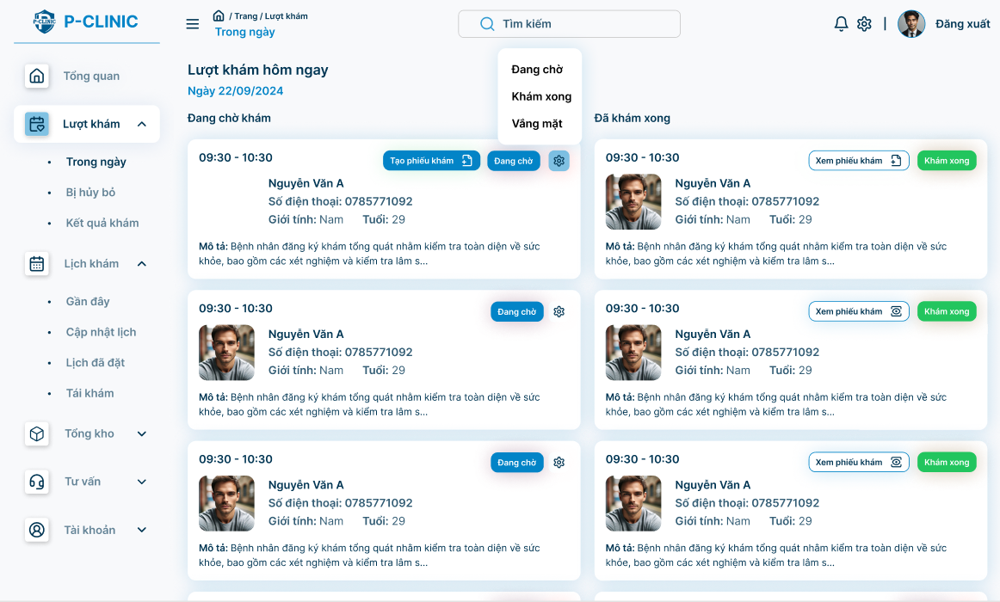 P-CLINIC
P-CLINIC
/ Trang / Lượt khám
Trong ngày
Tìm kiếm
Đăng xuất
Tổng quan
Lượt khám
Trong ngày
Bị hủy bỏ
Kết quả khám
Lịch khám
Gần đây
Cập nhật lịch
Lịch đã đặt
Tái khám
Tổng kho
Tư vấn
Tài khoản
Lượt khám hôm ngay
Ngày 22/09/2024
Đang chờ
Khám xong
Vắng mặt
Đang chờ khám
09:30 - 10:30
Tạo phiếu khám
Đang chờ
Nguyễn Văn A
Số điện thoại: 0785771092
Giới tính: Nam Tuổi: 29
Mô tả: Bệnh nhân đăng ký khám tổng quát nhằm kiểm tra toàn diện về sức
khỏe, bao gồm các xét nghiệm và kiểm tra lâm s...
09:30 - 10:30
Đang chờ
Nguyễn Văn A
Số điện thoại: 0785771092
Giới tính: Nam Tuổi: 29
Mô tả: Bệnh nhân đăng ký khám tổng quát nhằm kiểm tra toàn diện về sức
khỏe, bao gồm các xét nghiệm và kiểm tra lâm s...
09:30 - 10:30
Đang chờ
Nguyễn Văn A
Số điện thoại: 0785771092
Giới tính: Nam Tuổi: 29
Mô tả: Bệnh nhân đăng ký khám tổng quát nhằm kiểm tra toàn diện về sức
khỏe, bao gồm các xét nghiệm và kiểm tra lâm s...
Đã khám xong
09:30 - 10:30
Xem phiếu khám
Khám xong
Nguyễn Văn A
Số điện thoại: 0785771092
Giới tính: Nam Tuổi: 29
Mô tả: Bệnh nhân đăng ký khám tổng quát nhằm kiểm tra toàn diện về sức
khỏe, bao gồm các xét nghiệm và kiểm tra lâm s...
09:30 - 10:30
Xem phiếu khám
Khám xong
Nguyễn Văn A
Số điện thoại: 0785771092
Giới tính: Nam Tuổi: 29
Mô tả: Bệnh nhân đăng ký khám tổng quát nhằm kiểm tra toàn diện về sức
khỏe, bao gồm các xét nghiệm và kiểm tra lâm s...
09:30 - 10:30
Xem phiếu khám
Khám xong
Nguyễn Văn A
Số điện thoại: 0785771092
Giới tính: Nam Tuổi: 29
Mô tả: Bệnh nhân đăng ký khám tổng quát nhằm kiểm tra toàn diện về sức
khỏe, bao gồm các xét nghiệm và kiểm tra lâm s...